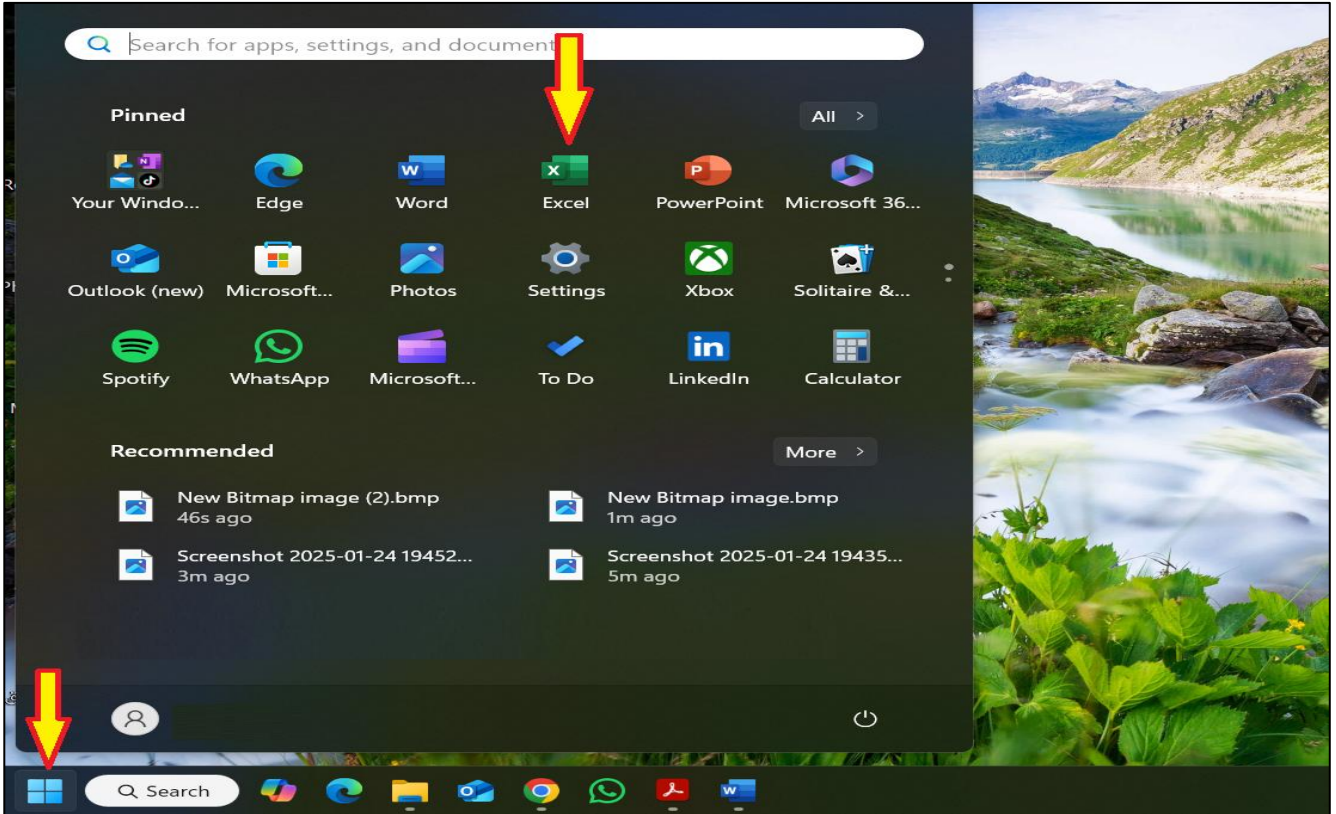 Search for apps, settings, and document
Pinned
All >
Your Windo...
Edge
Word
Excel
PowerPoint
Microsoft 36...
Outlook (new)
Microsoft...
Photos
Settings
Xbox
Solitaire &...
Spotify
WhatsApp
Microsoft...
To Do
LinkedIn
Calculator
Recommended
More >
New Bitmap image (2).bmp
46s ago
New Bitmap image.bmp
1m ago
Screenshot 2025-01-24 19452...
3m ago
Screenshot 2025-01-24 19435...
5m ago
Search